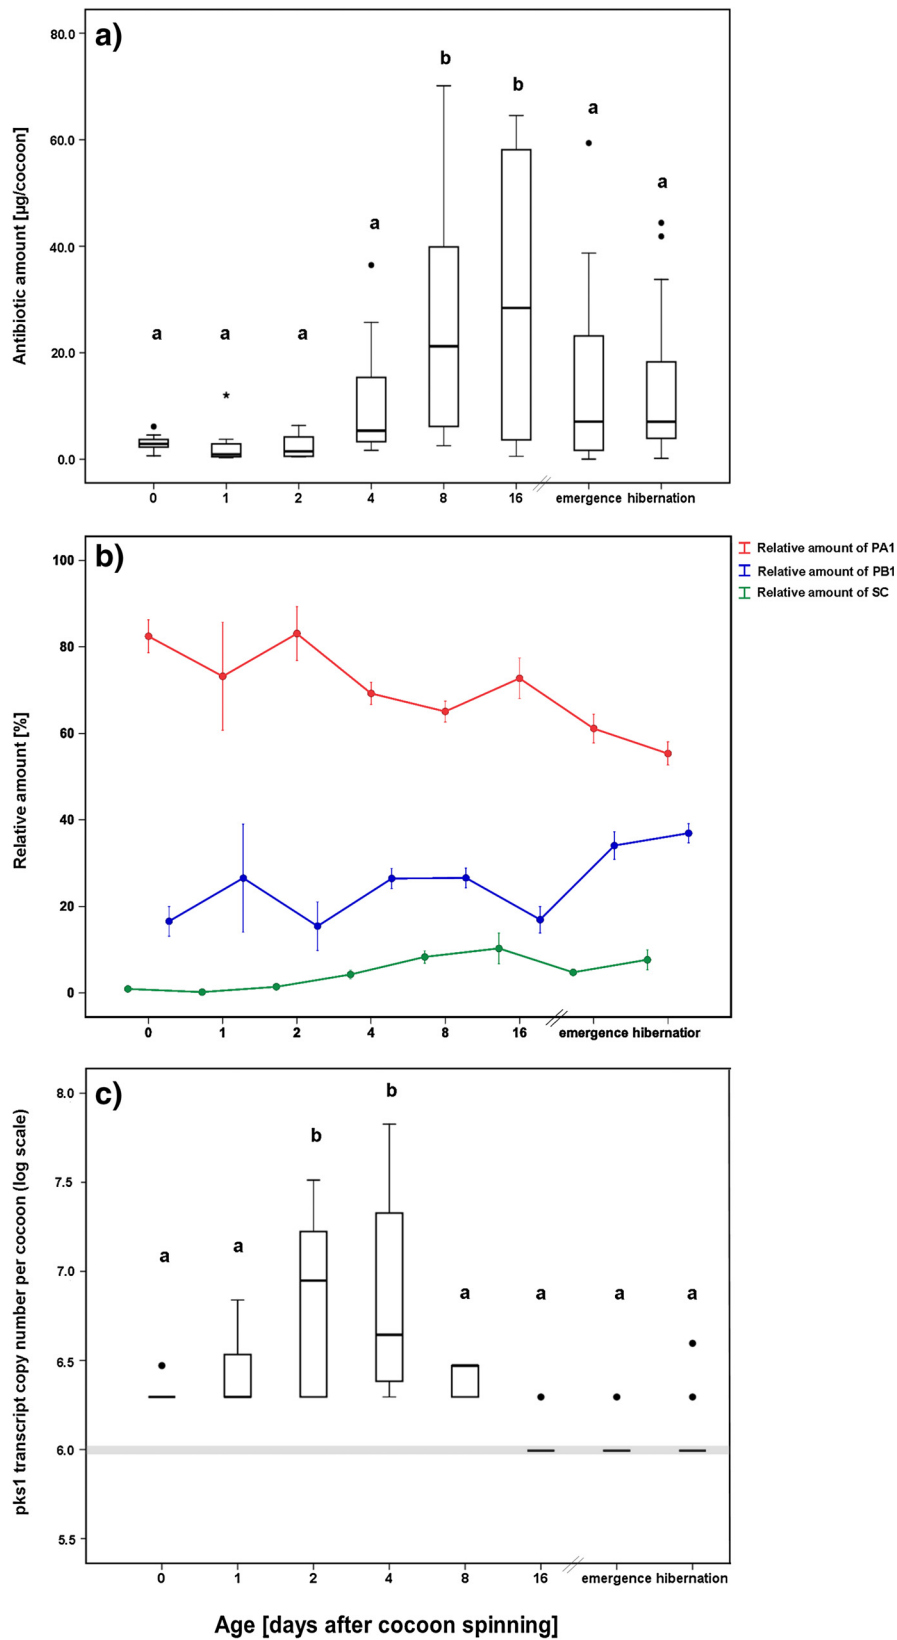 a)
Antibiotic amount [µg/cocoon]
80.0
60.0
40.0
20.0
0.0
a a a a b b a a
0 1 2 4 8 16 emergence hibernation
b)
Relative amount of PA1
Relative amount of PB1
Relative amount of SC
Relative amount [%]
100
80
60
40
20
0
0 1 2 4 8 16 emergence hibernatior
c)
pks1 transcript copy number per cocoon (log scale)
8.0
7.5
7.0
6.5
6.0
5.5
a a b b a a a a
0 1 2 4 8 16 emergence hibernation
Age [days after cocoon spinning]